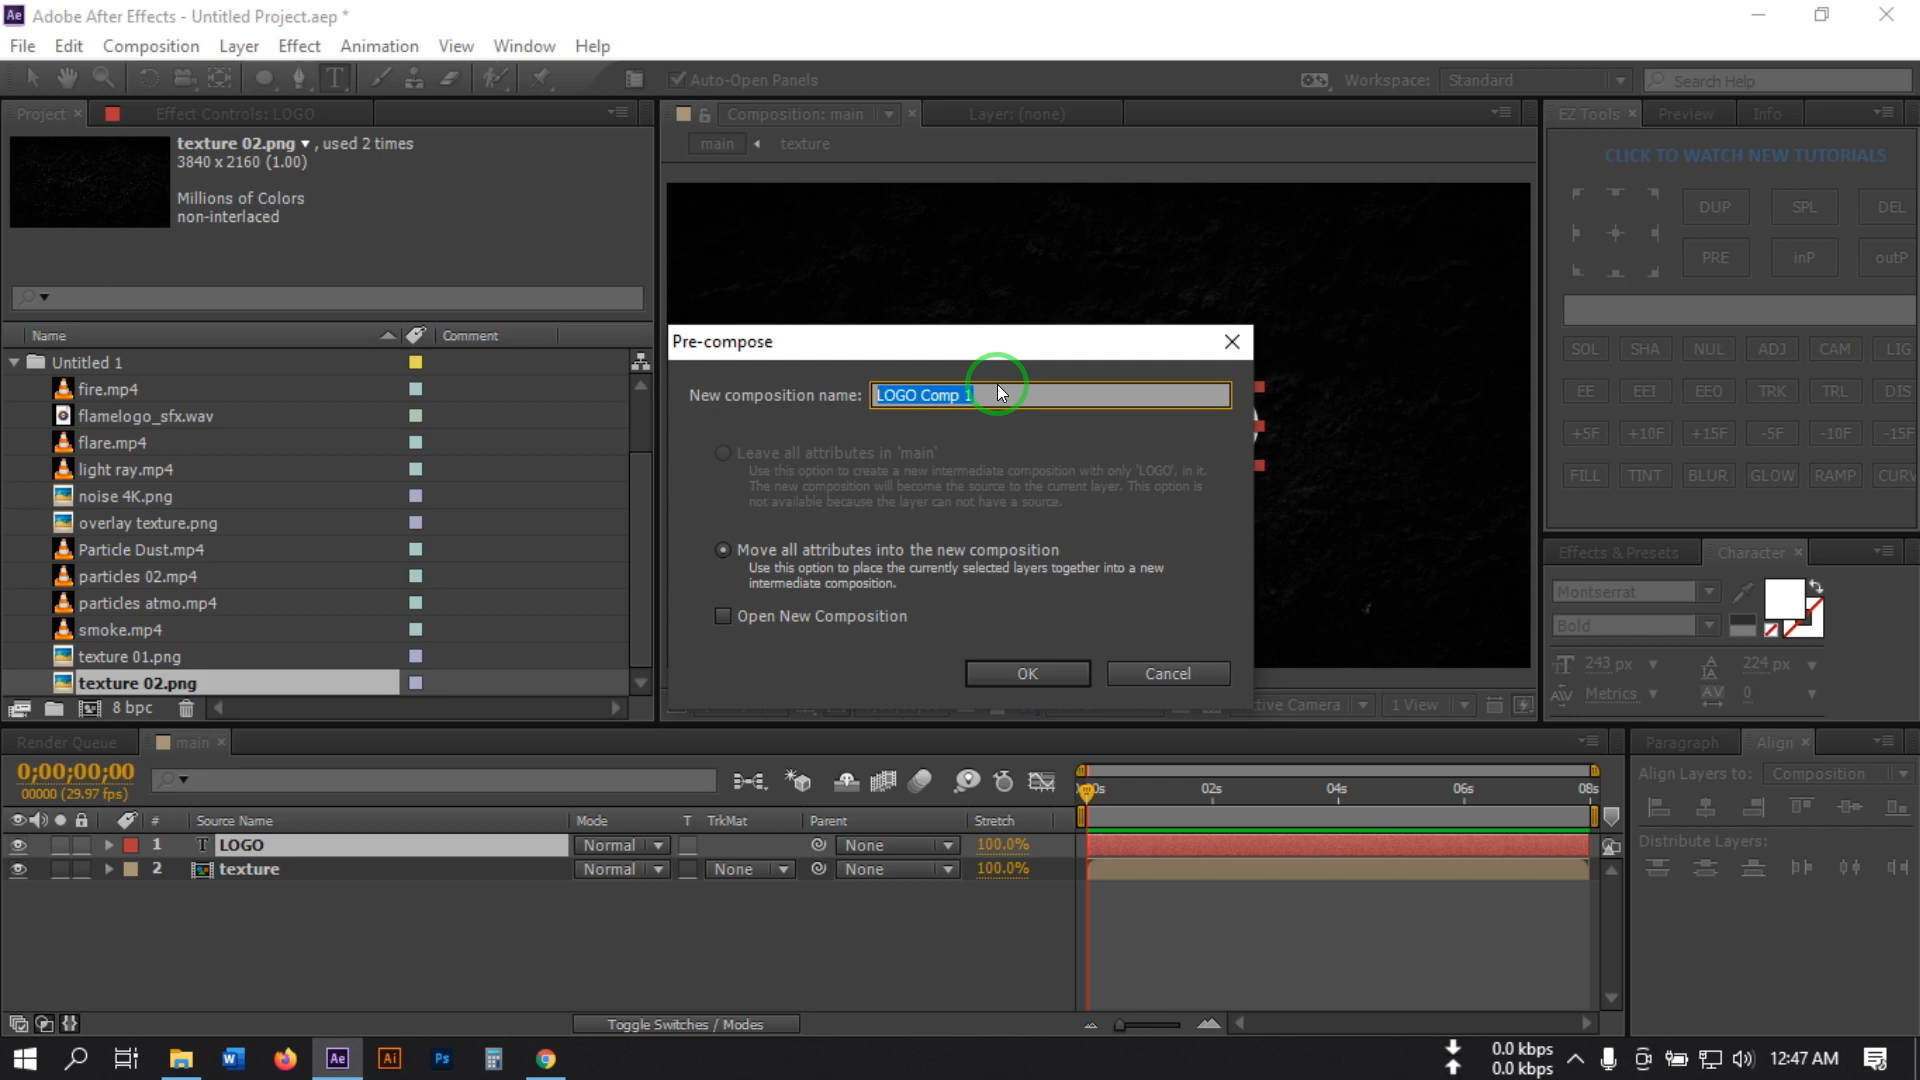 Ae Adobe After Effects - Untitled Project.aep *
File Edit Composition Layer Effect Animation View Window Help
T Auto-Open Panels Workspace: Standard Search Help
Project × Effect Controls: LOGO Composition: main × Layer: (none) EZ Tools × Preview Info
texture 02.png ▼ , used 2 times
3840 x 2160 (1.00)
Millions of Colors
non-interlaced
main texture
CLICK TO WATCH NEW TUTORIALS
DUP SPL DEL
PRE inP outP
Name Comment
Untitled 1
fire.mp4
flamelogo_sfx.wav
flare.mp4
light ray.mp4
noise 4K.png
overlay texture.png
Particle Dust.mp4
particles 02.mp4
particles atmo.mp4
smoke.mp4
texture 01.png
texture 02.png
8 bpc
Pre-compose
New composition name: LOGO Comp 1
Leave all attributes in 'main'
Use this option to create a new intermediate composition with only 'LOGO', in it.
The new composition will become the source to the current layer. This option is
not available because the layer can not have a source.
Move all attributes into the new composition
Use this option to place the currently selected layers together into a new
intermediate composition.
Open New Composition
OK Cancel
tive Camera 1 View
SOL SHA NUL ADJ CAM LIG
EE EEI EEO TRK TRL DIS
+5F +10F +15F -5F -10F -15F
FILL TINT BLUR GLOW RAMP CURV
Effects & Presets Character ×
Montserrat
Bold
243 px 224 px
Metrics 0
Render Queue main ×
0;00;00;00
00000 (29.97 fps)
0s 02s 04s 06s 08s
# Source Name Mode T TrkMat Parent Stretch
1 T LOGO Normal None 100.0%
2 texture Normal None None 100.0%
Toggle Switches / Modes
Paragraph Align ×
Align Layers to: Composition
Distribute Layers:
Ae Ai Ps
0.0 kbps
0.0 kbps
12:47 AM